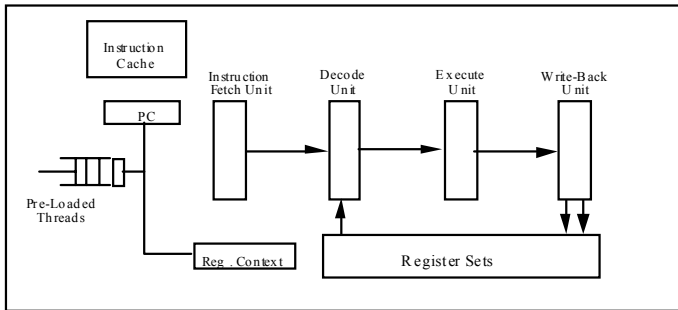 Instruction
Cache
PC
Pre-Loaded
Threads
Reg . Context
Instruction
Fetch Unit
Decode
Unit
Execute
Unit
Write-Back
Unit
Register Sets